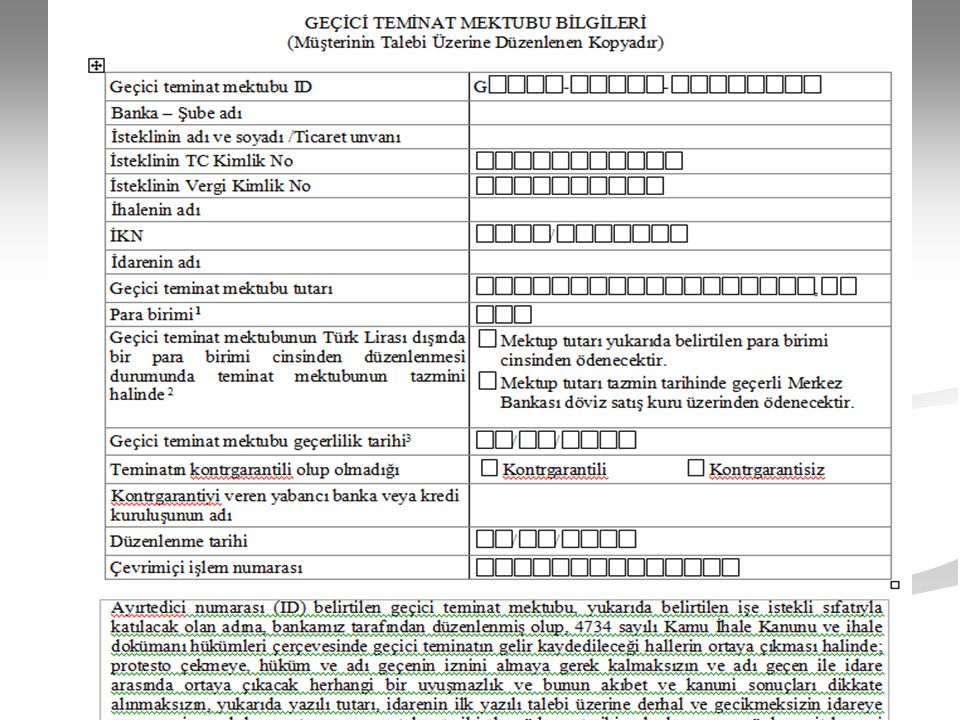 GEÇİCİ TEMİNAT MEKTUBU BİLGİLERİ
(Müşterinin Talebi Üzerine Düzenlenen Kopyadır)
Geçici teminat mektubu ID G□□□□-□□□□□-□□□□□□□□
Banka – Şube adı
İsteklinin adı ve soyadı /Ticaret unvanı
İsteklinin TC Kimlik No □□□□□□□□□□□
İsteklinin Vergi Kimlik No □□□□□□□□□□
İhalenin adı
İKN □□□□/□□□□□□□
İdarenin adı
Geçici teminat mektubu tutarı □□□□□□□□□□□□□□□□□□,□□
Para birimi¹ □□□
Geçici teminat mektubunun Türk Lirası dışında
bir para birimi cinsinden düzenlenmesi
durumunda teminat mektubunun tazmini
halinde ²
□ Mektup tutarı yukarıda belirtilen para birimi
cinsinden ödenecektir.
□ Mektup tutarı tazmin tarihinde geçerli Merkez
Bankası döviz satış kuru üzerinden ödenecektir.
Geçici teminat mektubu geçerlilik tarihi³ □□/□□/□□□□
Teminatın kontrgarantili olup olmadığı □ Kontrgarantili □ Kontrgarantisiz
Kontrgarantiyi veren yabancı banka veya kredi
kuruluşunun adı
Düzenlenme tarihi □□/□□/□□□□
Çevrimiçi işlem numarası □□□□□□□□□□□□□□
Ayırtedici numarası (ID) belirtilen geçici teminat mektubu, yukarıda belirtilen işe istekli sıfatıyla
katılacak olan adına, bankamız tarafından düzenlenmiş olup, 4734 sayılı Kamu İhale Kanunu ve ihale
dokümanı hükümleri çerçevesinde geçici teminatın gelir kaydedileceği hallerin ortaya çıkması halinde;
protesto çekmeye, hüküm ve adı geçenin iznini almaya gerek kalmaksızın ve adı geçen ile idare
arasında ortaya çıkacak herhangi bir uyuşmazlık ve bunun akıbet ve kanuni sonuçları dikkate
alınmaksızın, yukarıda yazılı tutarı, idarenin ilk yazılı talebi üzerine derhal ve gecikmeksizin idareye